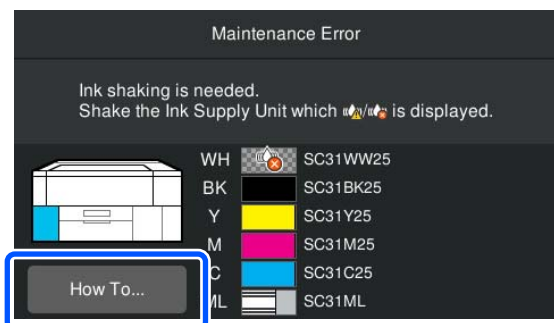 Maintenance Error
Ink shaking is needed.
Shake the Ink Supply Unit which / is displayed.
WH SC31WW25
BK SC31BK25
Y SC31Y25
M SC31M25
C SC31C25
ML SC31ML
How To...